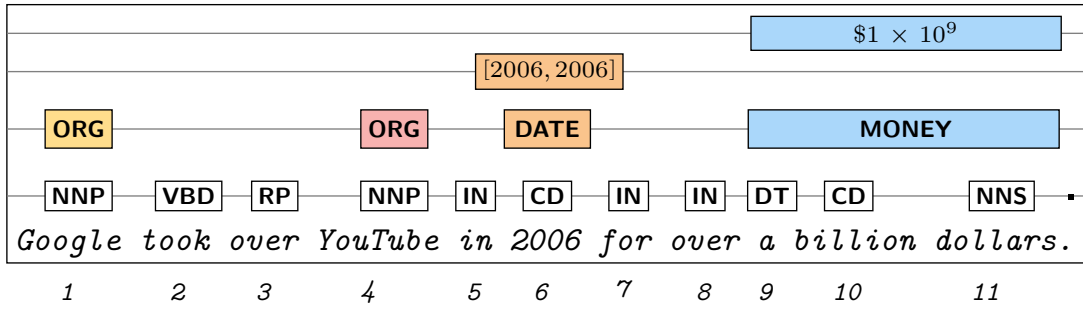 $1 × 10⁹
[2006, 2006]
ORG ORG DATE MONEY
NNP VBD RP NNP IN CD IN IN DT CD NNS .
Google took over YouTube in 2006 for over a billion dollars.
1 2 3 4 5 6 7 8 9 10 11